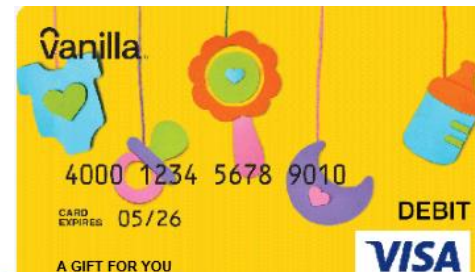 Vanilla
4000 1234 5678 9010
CARD EXPIRES 05/26
DEBIT
A GIFT FOR YOU
VISA